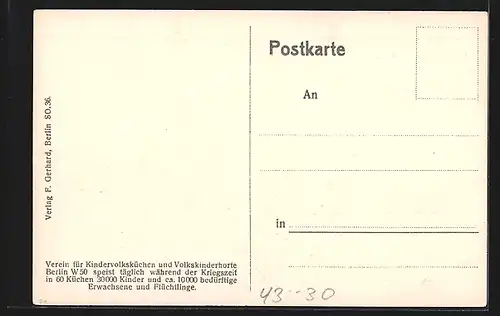 Postkarte
An
in
Verlag F. Gerhard, Berlin SO.36.
Verein für Kindervolksküchen und Volkskinderhorte
Berlin W50 speist täglich während der Kriegszeit
in 60 Küchen 30000 Kinder und ca. 10000 bedürftige
Erwachsene und Flüchtlinge.
43--30